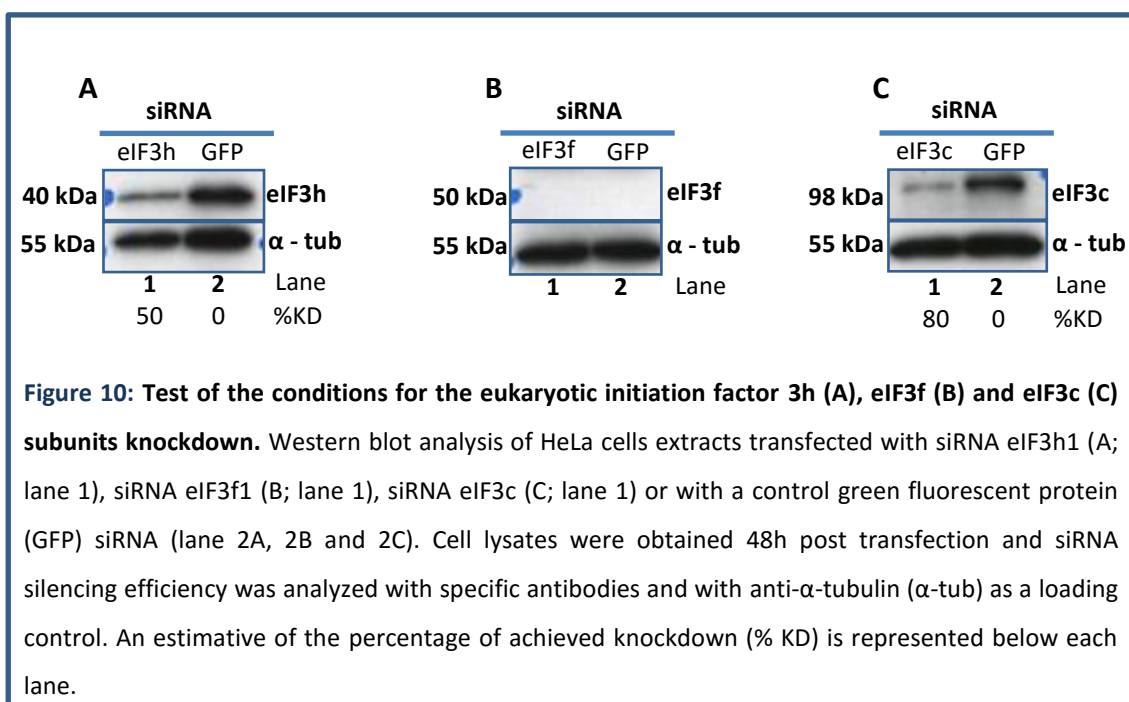 A
siRNA
eIF3h GFP
40 kDa eIF3h
55 kDa α - tub
1 2 Lane
50 0 %KD
B
siRNA
eIF3f GFP
50 kDa eIF3f
55 kDa α - tub
1 2 Lane
C
siRNA
eIF3c GFP
98 kDa eIF3c
55 kDa α - tub
1 2 Lane
80 0 %KD
Figure 10: Test of the conditions for the eukaryotic initiation factor 3h (A), eIF3f (B) and eIF3c (C)
subunits knockdown. Western blot analysis of HeLa cells extracts transfected with siRNA eIF3h1 (A;
lane 1), siRNA eIF3f1 (B; lane 1), siRNA eIF3c (C; lane 1) or with a control green fluorescent protein
(GFP) siRNA (lane 2A, 2B and 2C). Cell lysates were obtained 48h post transfection and siRNA
silencing efficiency was analyzed with specific antibodies and with anti-α-tubulin (α-tub) as a loading
control. An estimative of the percentage of achieved knockdown (% KD) is represented below each
lane.